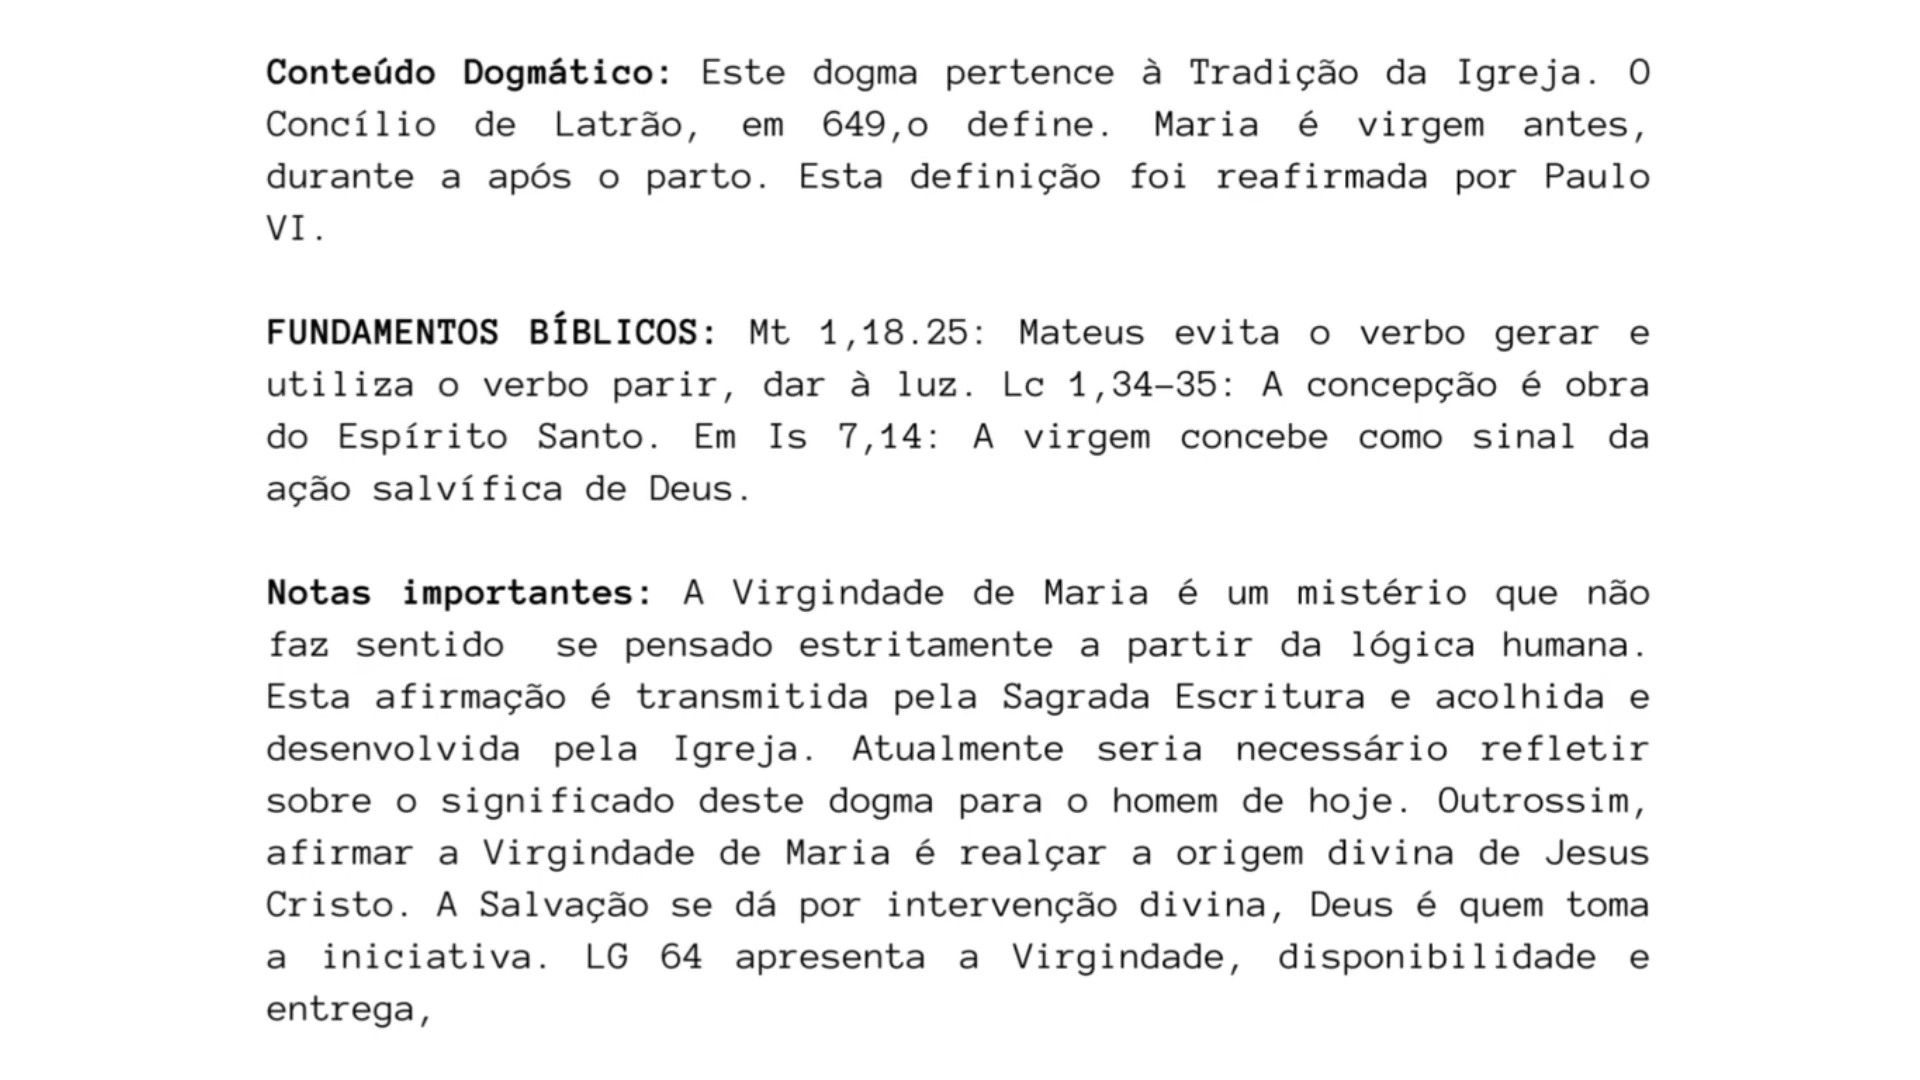 Conteúdo Dogmático: Este dogma pertence à Tradição da Igreja. O
Concílio de Latrão, em 649,o define. Maria é virgem antes,
durante a após o parto. Esta definição foi reafirmada por Paulo
VI.
FUNDAMENTOS BÍBLICOS: Mt 1,18.25: Mateus evita o verbo gerar e
utiliza o verbo parir, dar à luz. Lc 1,34–35: A concepção é obra
do Espírito Santo. Em Is 7,14: A virgem concebe como sinal da
ação salvífica de Deus.
Notas importantes: A Virgindade de Maria é um mistério que não
faz sentido se pensado estritamente a partir da lógica humana.
Esta afirmação é transmitida pela Sagrada Escritura e acolhida e
desenvolvida pela Igreja. Atualmente seria necessário refletir
sobre o significado deste dogma para o homem de hoje. Outrossim,
afirmar a Virgindade de Maria é realçar a origem divina de Jesus
Cristo. A Salvação se dá por intervenção divina, Deus é quem toma
a iniciativa. LG 64 apresenta a Virgindade, disponibilidade e
entrega,